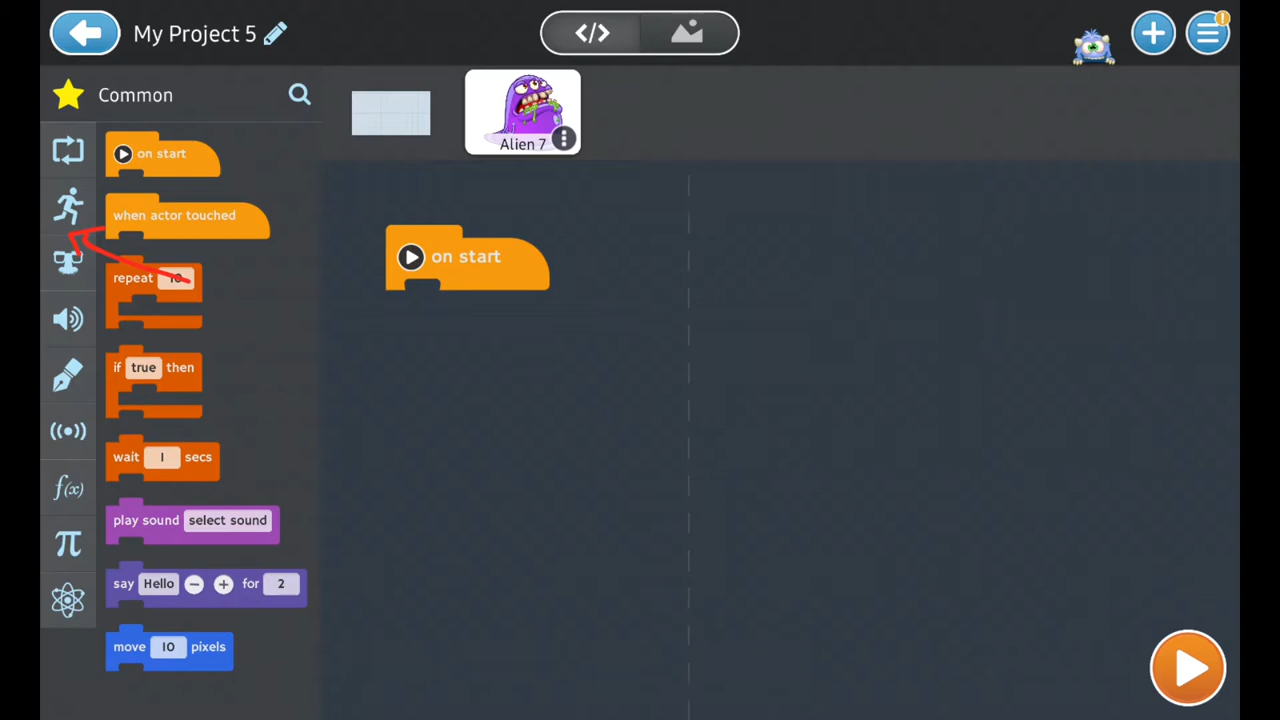 My Project 5
Common
Alien 7
on start
when actor touched
repeat 10
if true then
wait 1 secs
play sound select sound
say Hello − + for 2
move 10 pixels
f(x)
π
on start